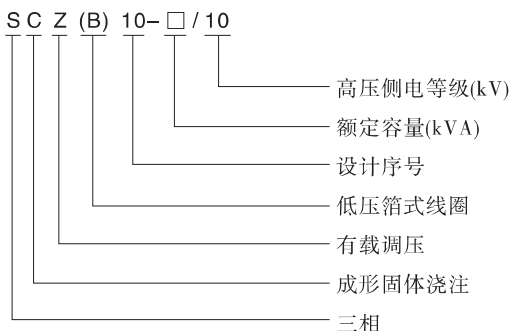 S C Z (B) 10-□/10
高压侧电等级(kV)
额定容量(kVA)
设计序号
低压箔式线圈
有载调压
成形固体浇注
三相